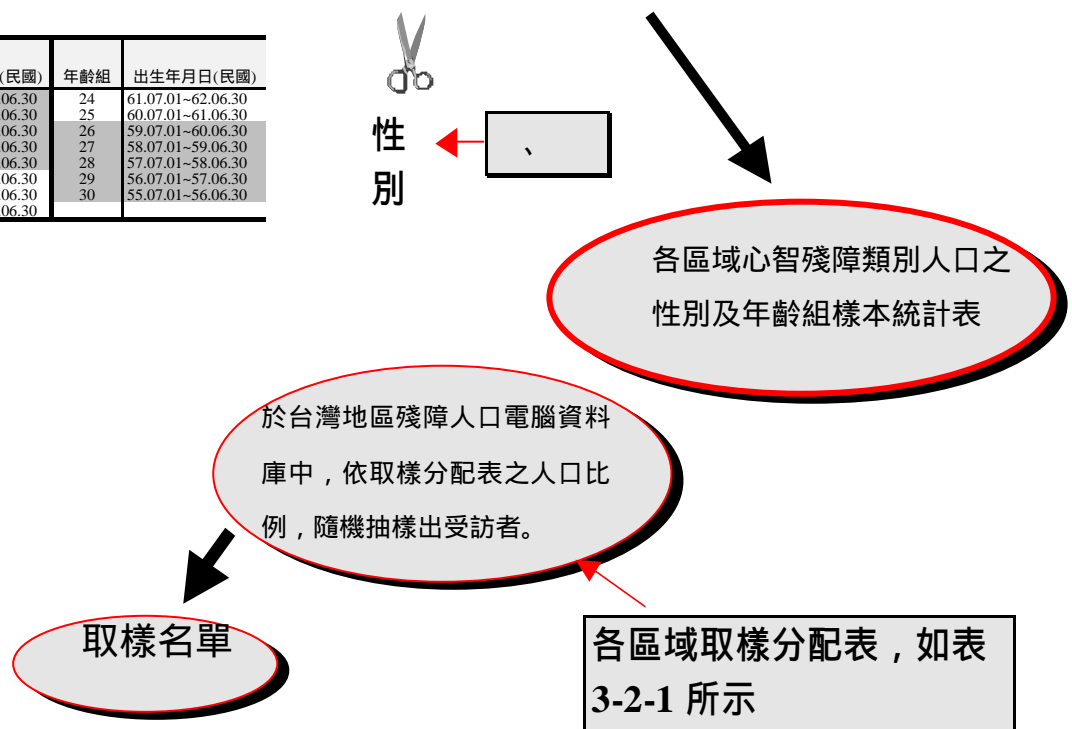 (民國) 年齡組 出生年月日(民國)
.06.30 24 61.07.01~62.06.30
.06.30 25 60.07.01~61.06.30
.06.30 26 59.07.01~60.06.30
.06.30 27 58.07.01~59.06.30
.06.30 28 57.07.01~58.06.30
.06.30 29 56.07.01~57.06.30
.06.30 30 55.07.01~56.06.30
.06.30
性
別
、
各區域心智殘障類別人口之
性別及年齡組樣本統計表
於台灣地區殘障人口電腦資料
庫中，依取樣分配表之人口比
例，隨機抽樣出受訪者。
取樣名單
各區域取樣分配表，如表
3-2-1 所示